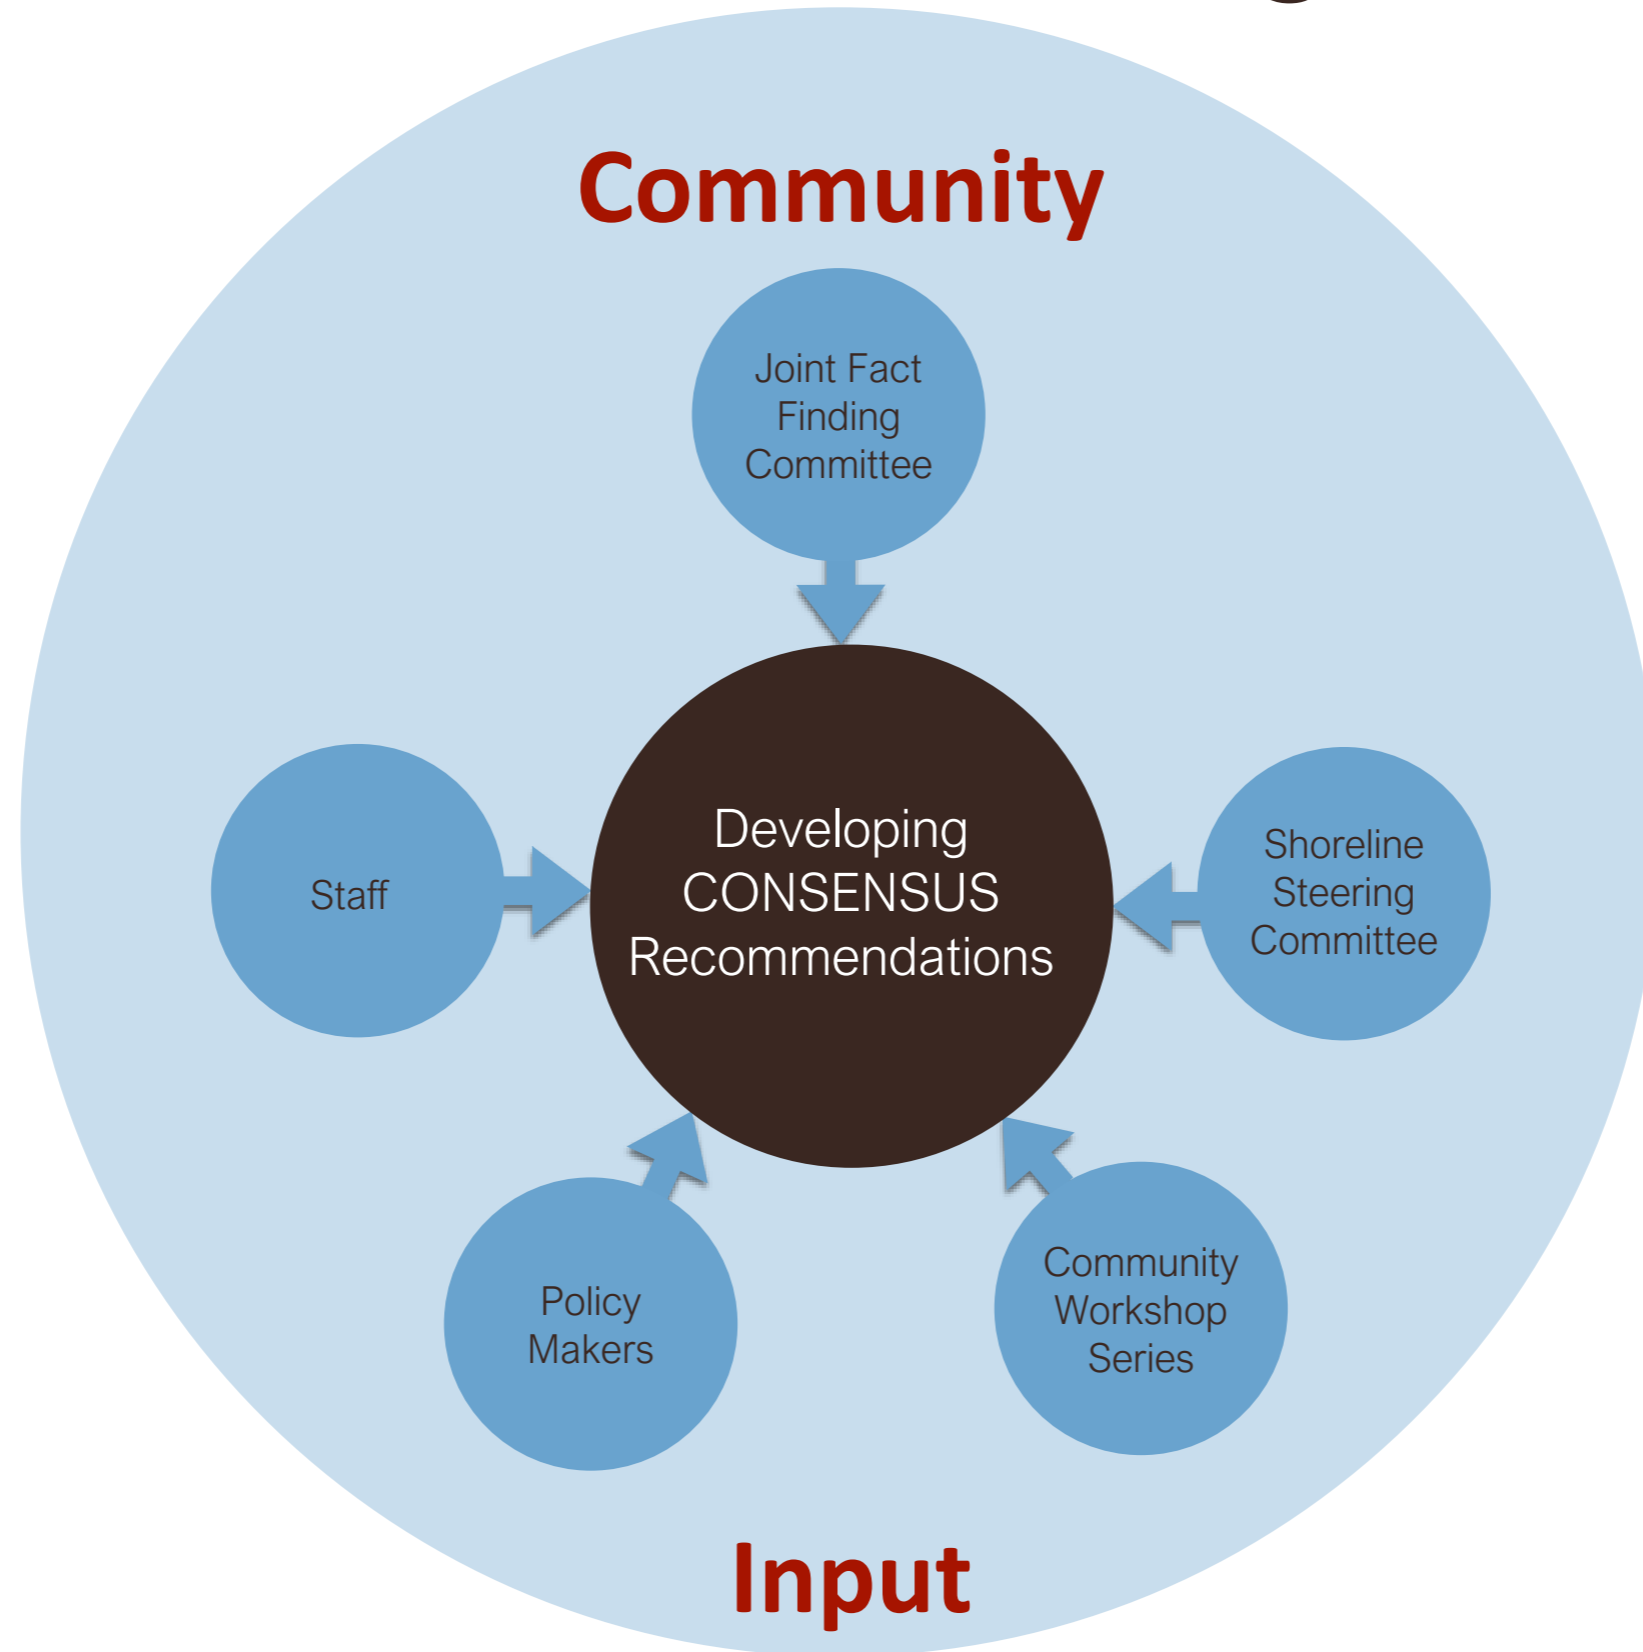 Community
Joint Fact
Finding
Committee
Developing
CONSENSUS
Recommendations
Staff
Shoreline
Steering
Committee
Policy
Makers
Community
Workshop
Series
Input